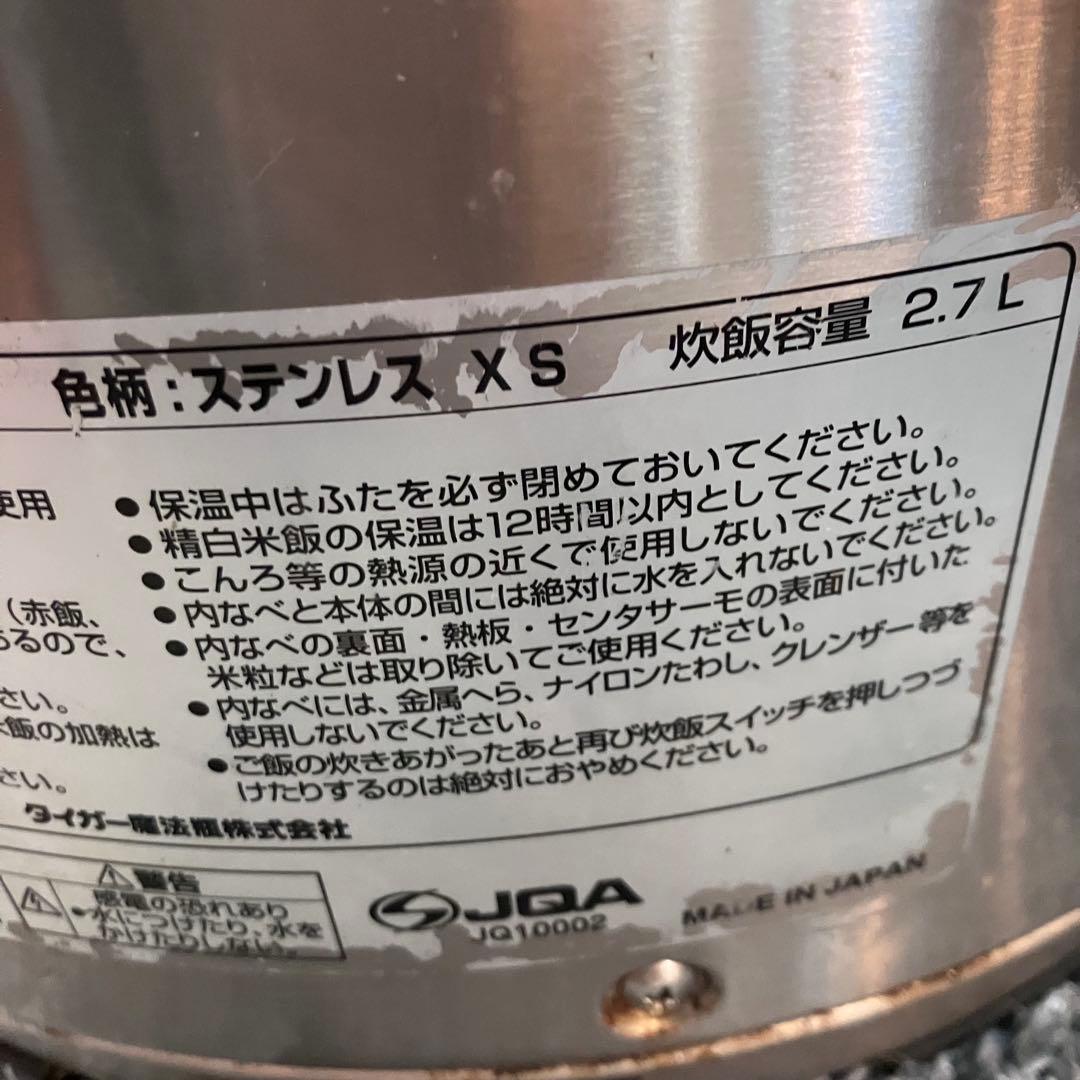 色柄：ステンレス XS 炊飯容量 2.7L
使用
（赤飯、
るので、
さい。
飯の加熱は
さい。
●保温中はふたを必ず閉めておいてください。
●精白米飯の保温は12時間以内としてください。
●こんろ等の熱源の近くで使用しないでください。
●内なべと本体の間には絶対に水を入れないでください。
●内なべの裏面・熱板・センタサーモの表面に付いた
米粒などは取り除いてご使用ください。
●内なべには、金属へら、ナイロンたわし、クレンザー等を
使用しないでください。
●ご飯の炊きあがったあと再び炊飯スイッチを押しつづ
けたりするのは絶対におやめください。
タイガー魔法瓶株式会社
⚠警告
感電の恐れあり
●水につけたり、水を
かけたりしない。
JQA
JQ10002
MADE IN JAPAN